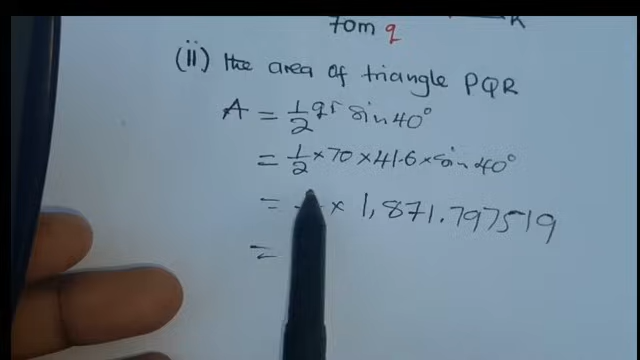 70m q
R
(ii) the area of triangle PQR
A = 1/2 qr sin 40°
= 1/2 × 70 × 41.6 × sin 40°
= × 1,871.797519
=